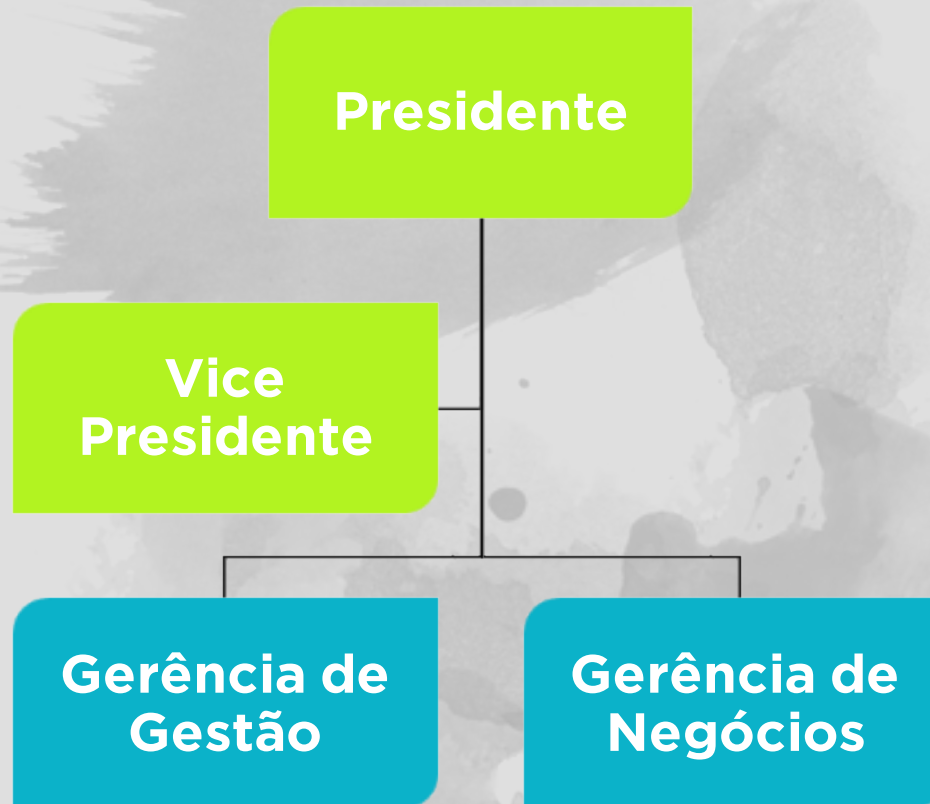 Presidente
Vice
Presidente
Gerência de
Gestão
Gerência de
Negócios